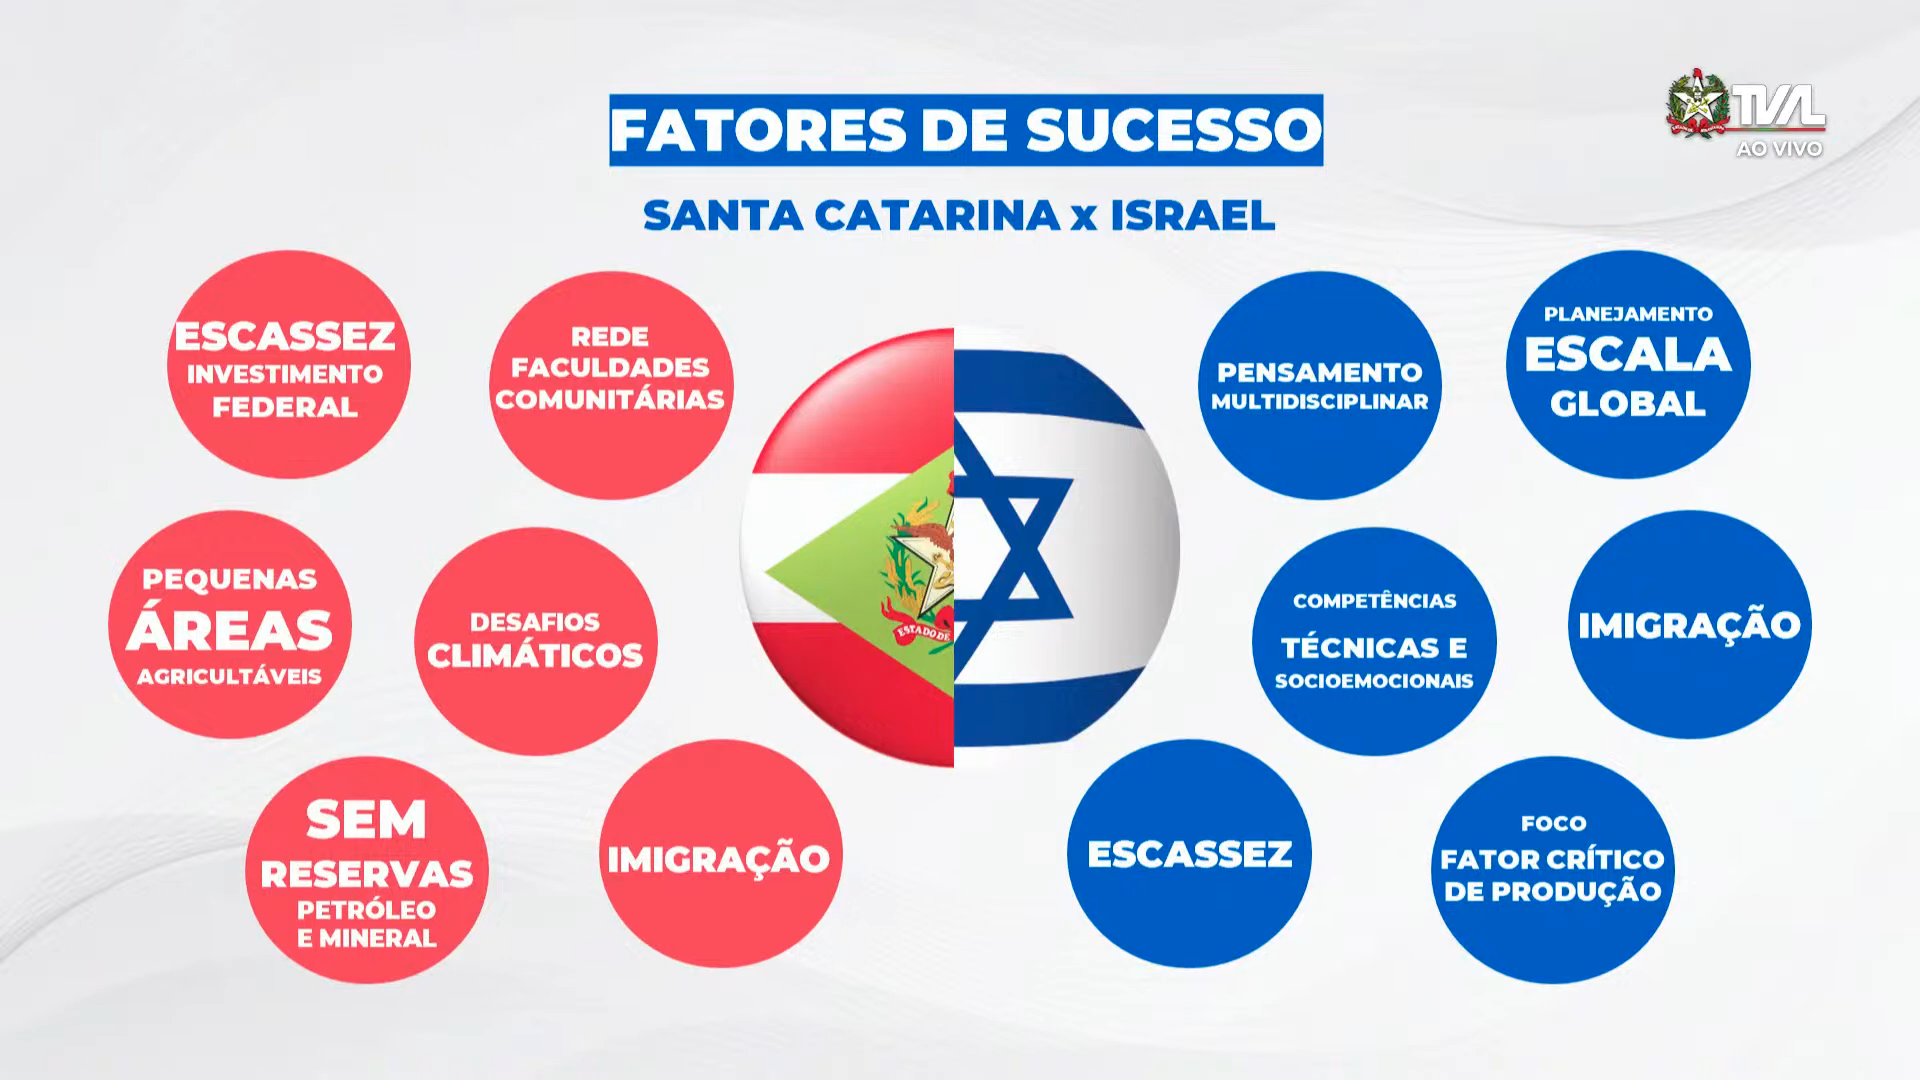 FATORES DE SUCESSO
SANTA CATARINA x ISRAEL
TVAL
AO VIVO
ESCASSEZ
INVESTIMENTO
FEDERAL
REDE
FACULDADES
COMUNITÁRIAS
PEQUENAS
ÁREAS
AGRICULTÁVEIS
DESAFIOS
CLIMÁTICOS
SEM
RESERVAS
PETRÓLEO
E MINERAL
IMIGRAÇÃO
ESTADO DE
PENSAMENTO
MULTIDISCIPLINAR
PLANEJAMENTO
ESCALA
GLOBAL
COMPETÊNCIAS
TÉCNICAS E
SOCIOEMOCIONAIS
IMIGRAÇÃO
ESCASSEZ
FOCO
FATOR CRÍTICO
DE PRODUÇÃO